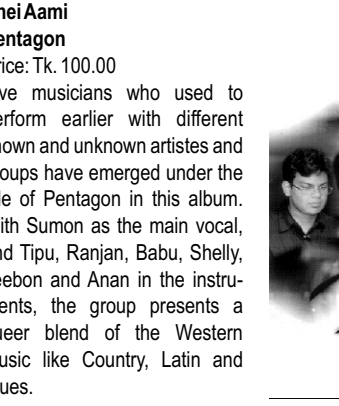 nei Aami
entagon
rice: Tk. 100.00
ve musicians who used to
erform earlier with different
nown and unknown artistes and
oups have emerged under the
le of Pentagon in this album.
ith Sumon as the main vocal,
nd Tipu, Ranjan, Babu, Shelly,
eebon and Anan in the instru-
ents, the group presents a
ueer blend of the Western
usic like Country, Latin and
ues.